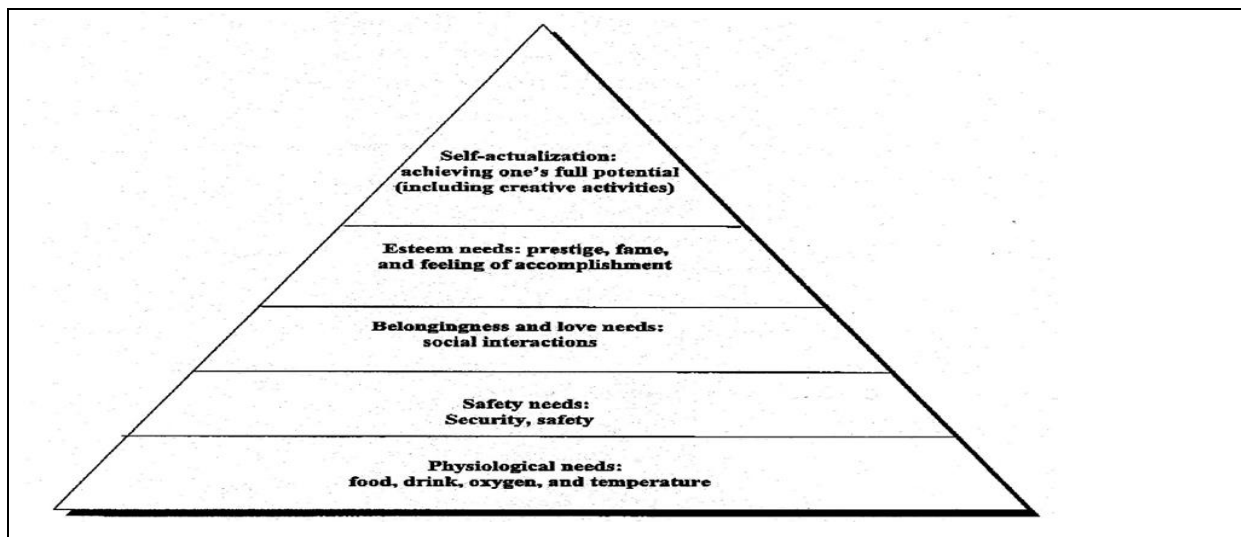 Self-actualization:
achieving one's full potential
(including creative activities)
Esteem needs: prestige, fame,
and feeling of accomplishment
Belongingness and love needs:
social interactions
Safety needs:
Security, safety
Physiological needs:
food, drink, oxygen, and temperature